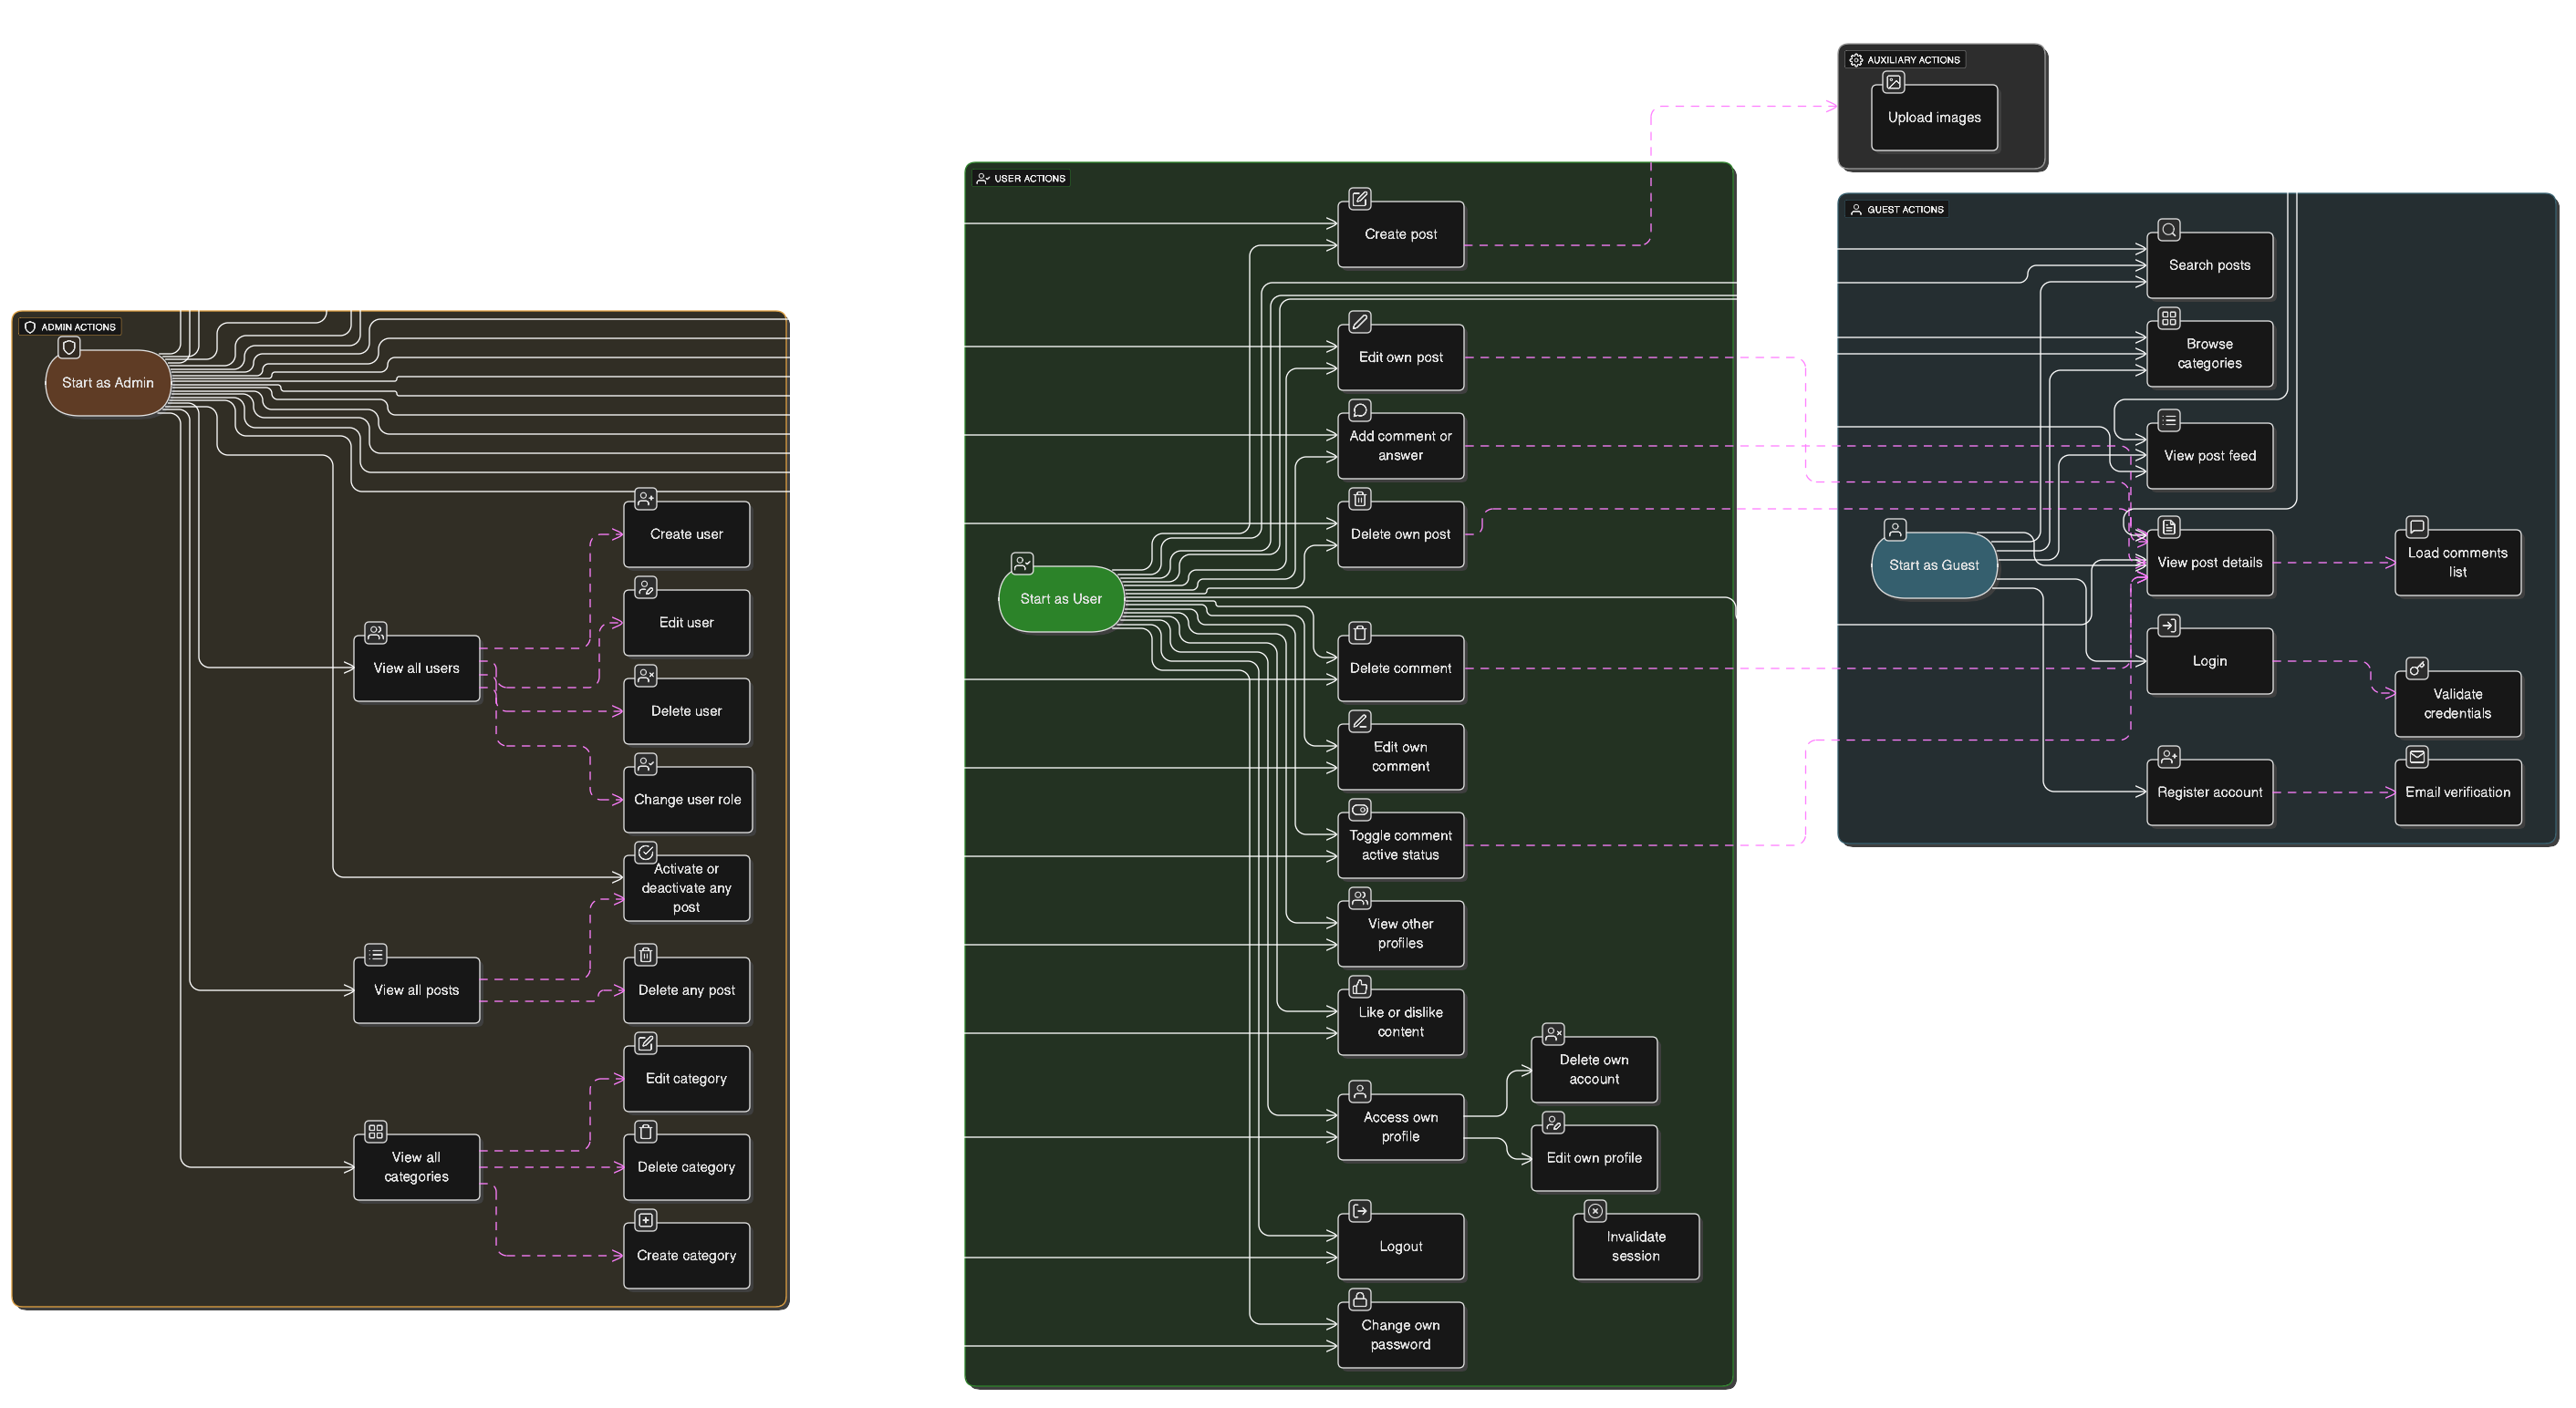 ADMIN ACTIONS
Start as Admin
Create user
Edit user
View all users
Delete user
Change user role
Activate or
deactivate any
post
View all posts
Delete any post
Edit category
View all
categories
Delete category
Create category
USER ACTIONS
Create post
Edit own post
Add comment or
answer
Delete own post
Start as User
Delete comment
Edit own
comment
Toggle comment
active status
View other
profiles
Like or dislike
content
Delete own
account
Access own
profile
Edit own profile
Logout
Invalidate
session
Change own
password
AUXILIARY ACTIONS
Upload images
GUEST ACTIONS
Search posts
Browse
categories
View post feed
Start as Guest
View post details
Load comments
list
Login
Validate
credentials
Register account
Email verification